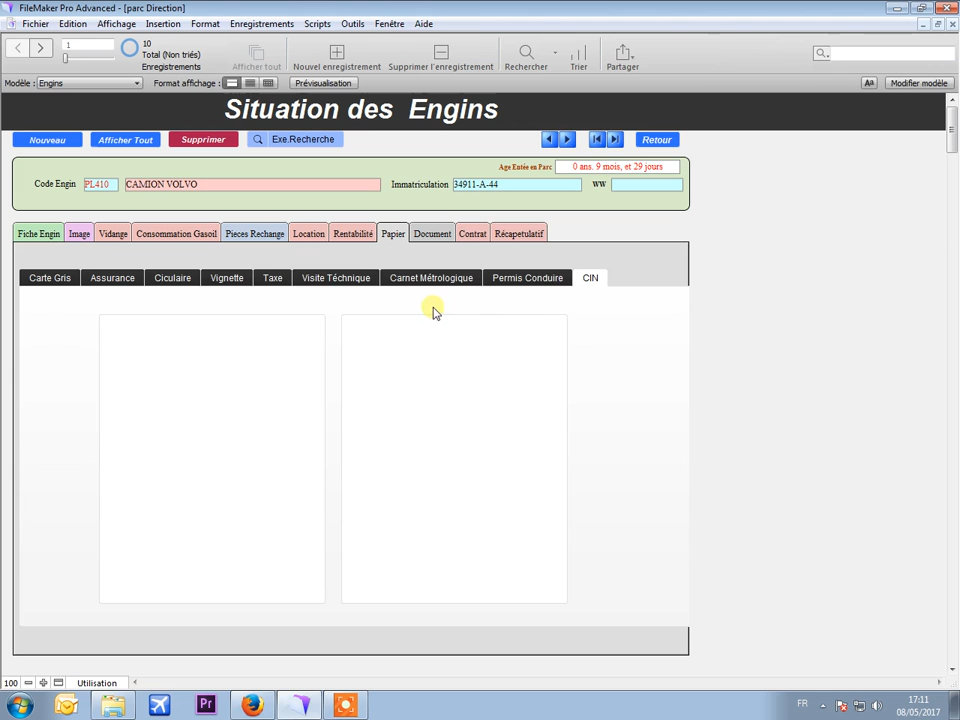 FileMaker Pro Advanced - [parc Direction]
Fichier Edition Affichage Insertion Format Enregistrements Scripts Outils Fenêtre Aide
1
10
Total (Non triés)
Enregistrements
Afficher tout
Nouvel enregistrement
Supprimer l'enregistrement
Rechercher
Trier
Partager
Modèle : Engins
Format affichage :
Prévisualisation
Aa
Modifier modèle
Situation des Engins
Nouveau
Afficher Tout
Supprimer
Exe.Recherche
Retour
Age Entée en Parc
0 ans. 9 mois, et 29 jours
Code Engin PL410 CAMION VOLVO Immatriculation 34911-A-44 WW
Fiche Engin Image Vidange Consommation Gasoil Pieces Rechange Location Rentabilité Papier Document Contrat Récapetulatif
Carte Gris Assurance Ciculaire Vignette Taxe Visite Téchnique Carnet Métrologique Permis Conduire CIN
100
Utilisation
Pr
FR
17:11
08/05/2017